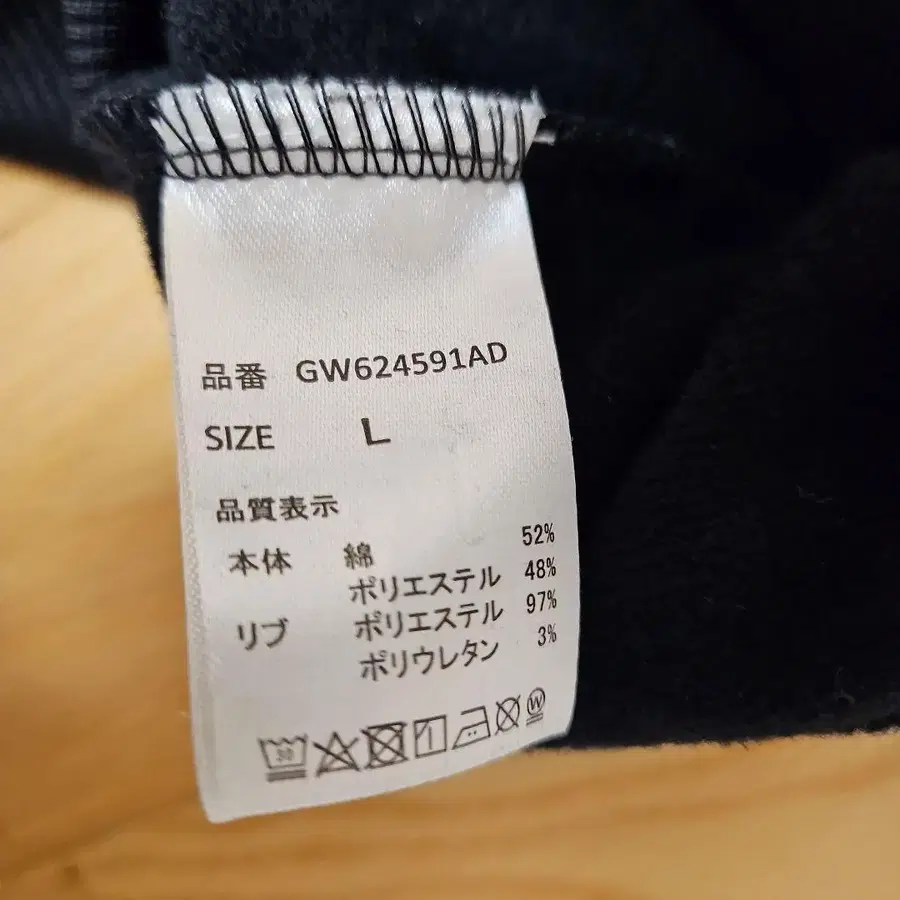 品番 GW624591AD
SIZE L
品質表示
本体 綿 52%
ポリエステル 48%
リブ ポリエステル 97%
ポリウレタン 3%
30
W